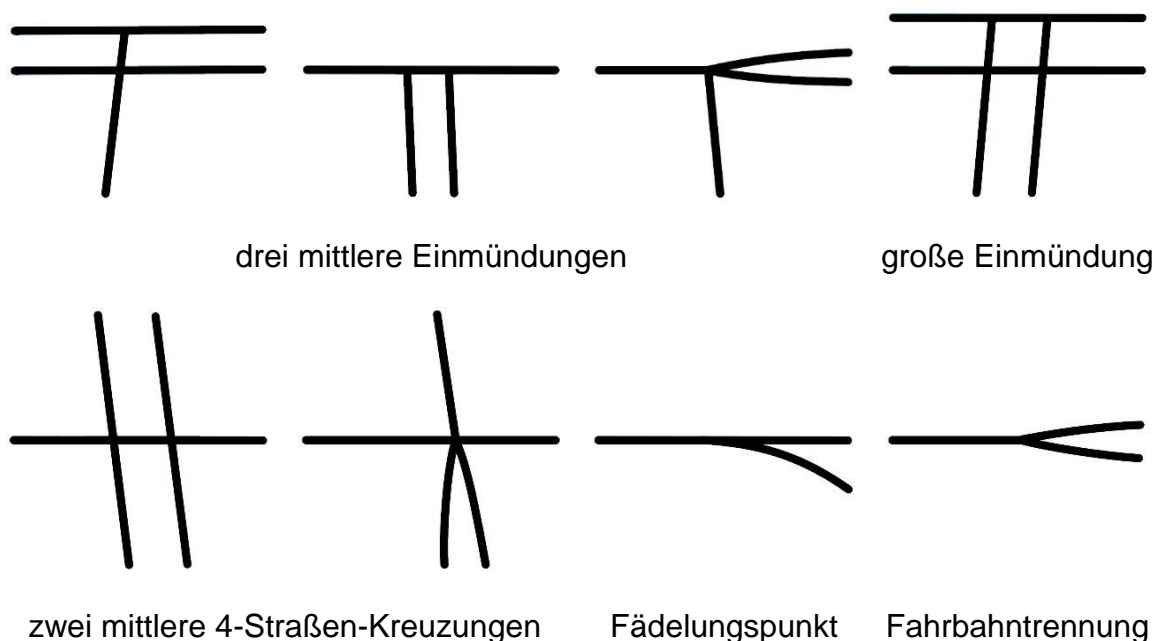 drei mittlere Einmündungen
große Einmündung
zwei mittlere 4-Straßen-Kreuzungen
Fädelungspunkt
Fahrbahntrennung